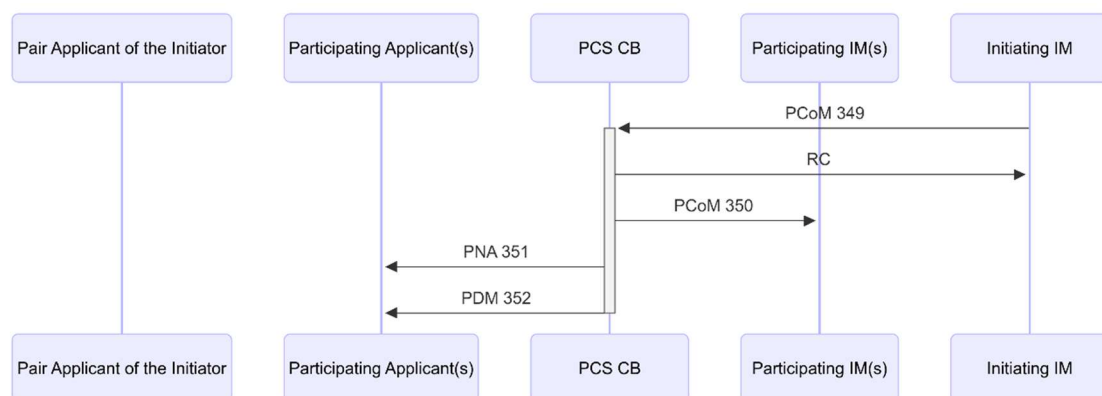 Pair Applicant of the Initiator
Participating Applicant(s)
PCS CB
Participating IM(s)
Initiating IM
PCoM 349
RC
PCoM 350
PNA 351
PDM 352
Pair Applicant of the Initiator
Participating Applicant(s)
PCS CB
Participating IM(s)
Initiating IM